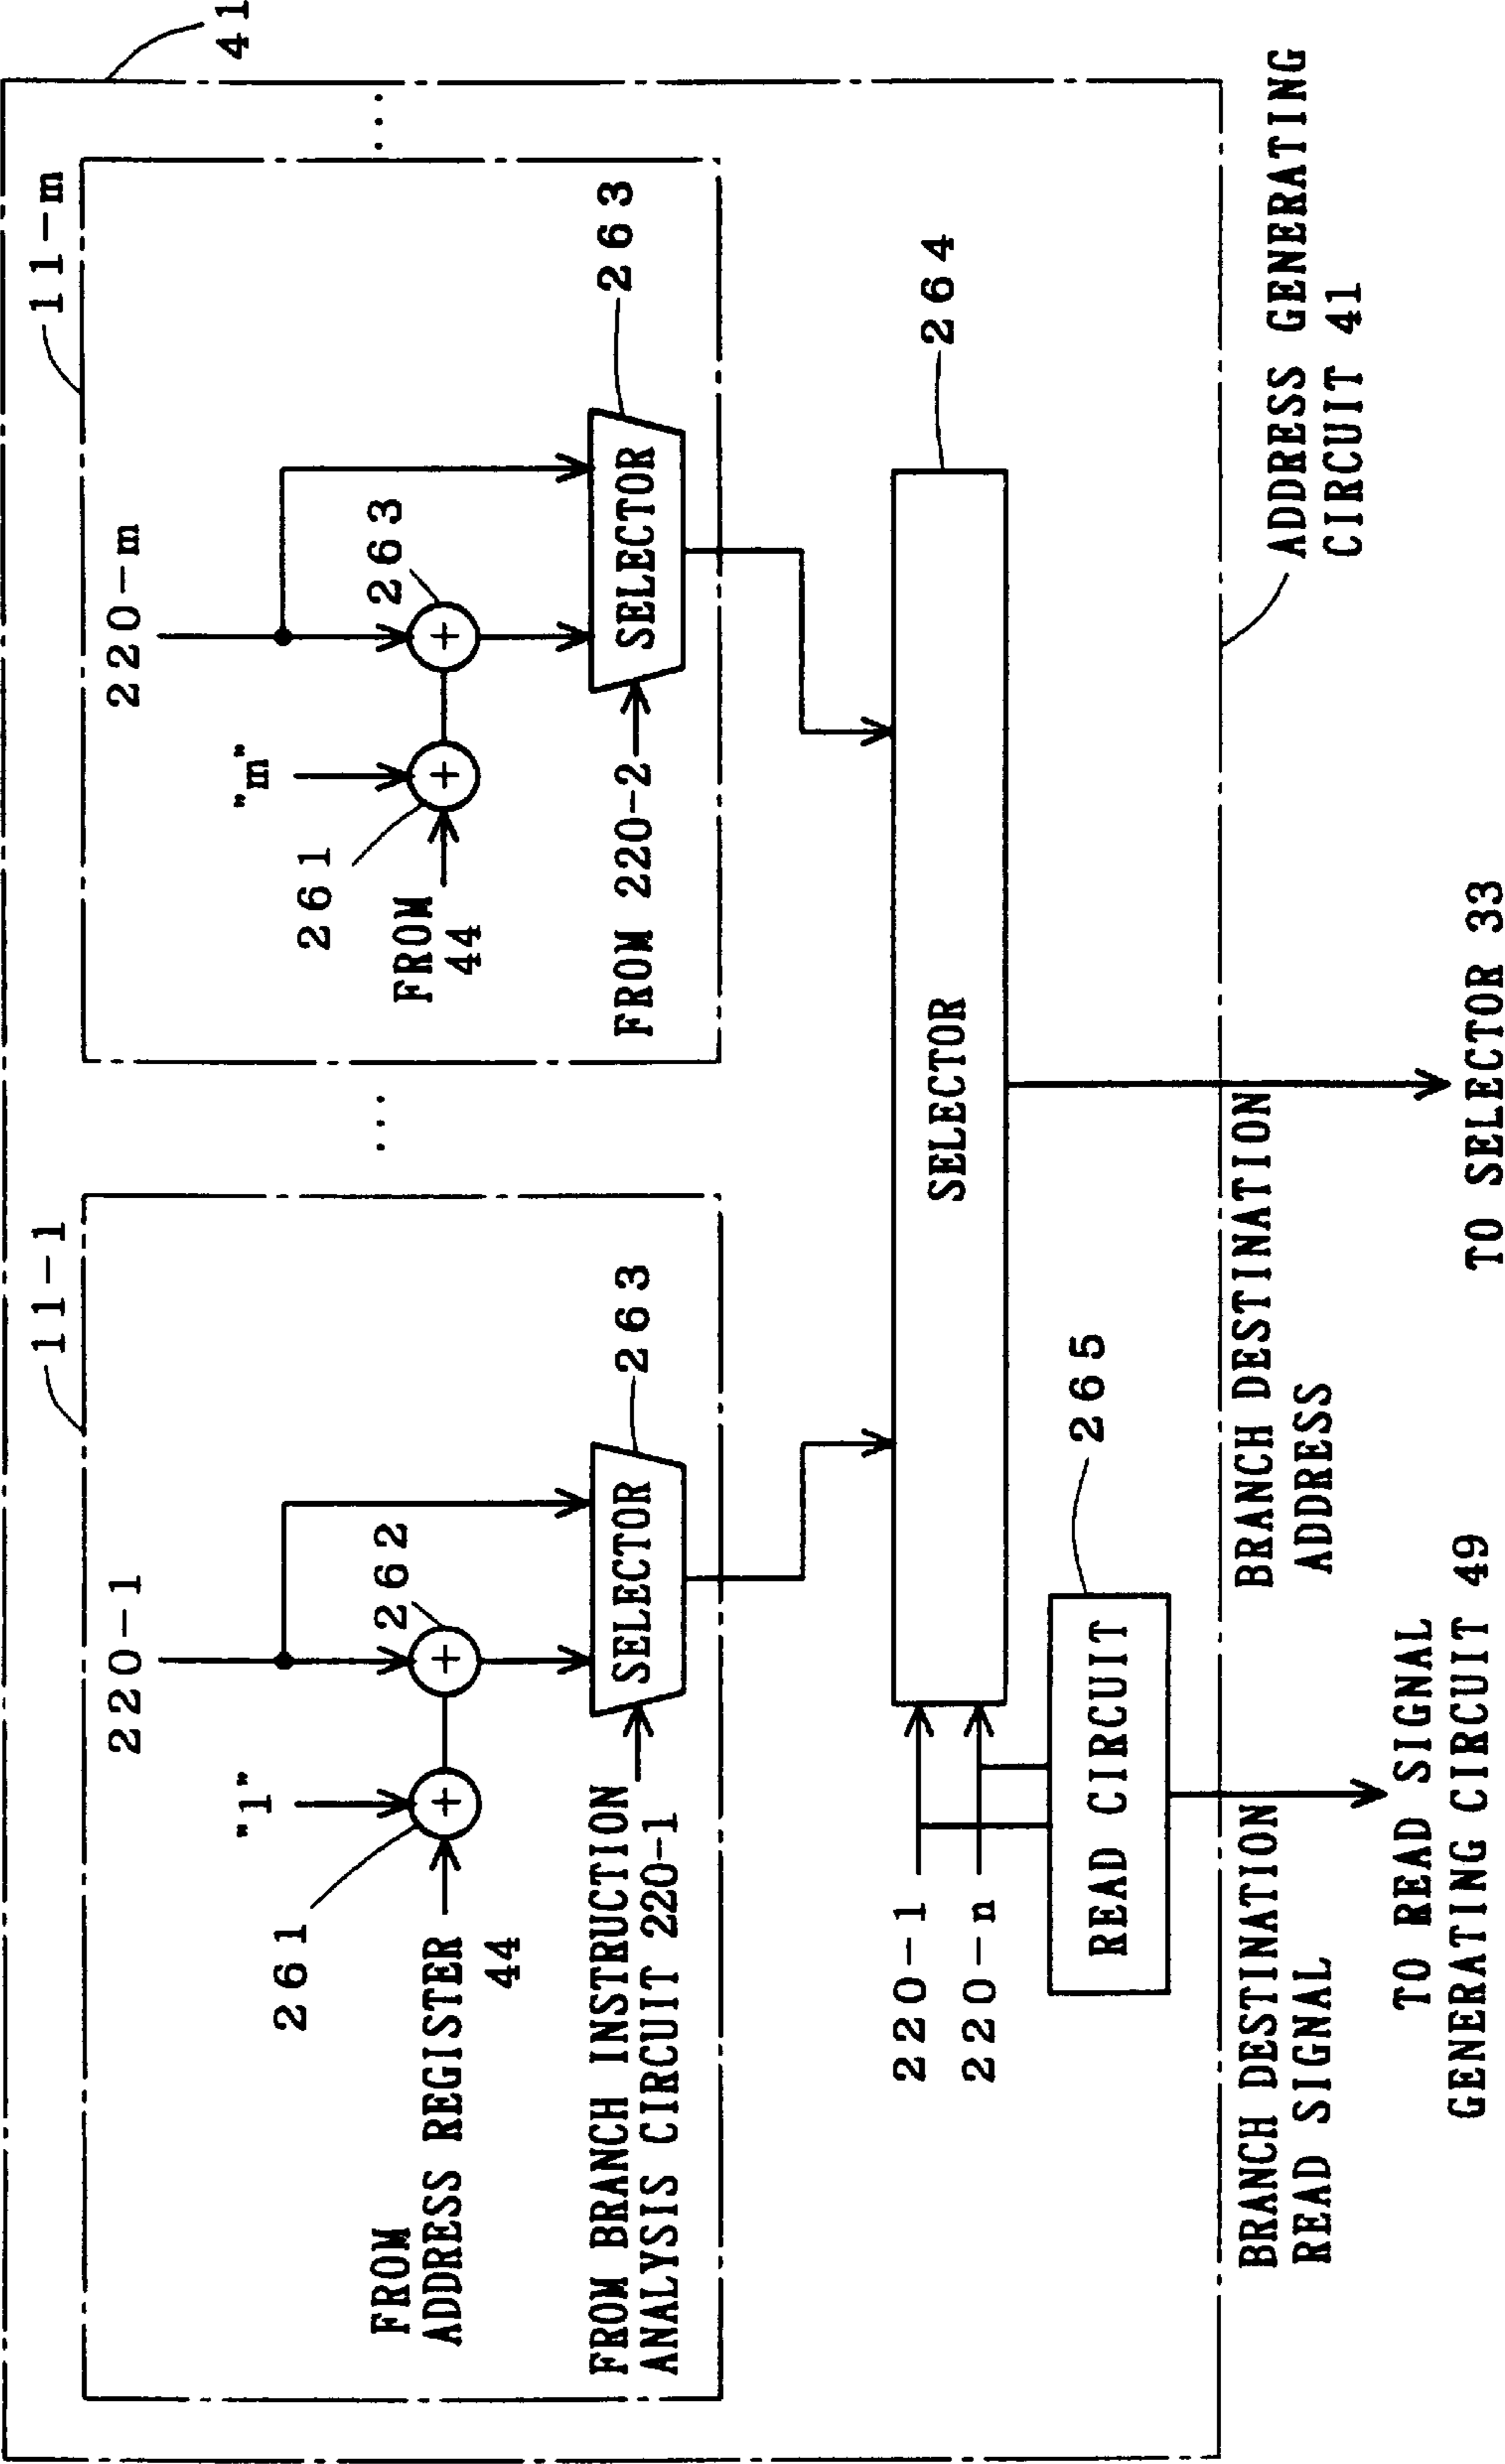 41
11-1
220-1
"1"
261
262
FROM
ADDRESS REGISTER
44
FROM BRANCH INSTRUCTION
ANALYSIS CIRCUIT 220-1
SELECTOR
263
...
11-m
220-m
"m"
261
263
FROM
44
FROM 220-2
SELECTOR
263
...
220-1
220-n
SELECTOR
264
READ CIRCUIT
265
BRANCH DESTINATION
READ SIGNAL
TO READ SIGNAL
GENERATING CIRCUIT 49
BRANCH DESTINATION
ADDRESS
TO SELECTOR 33
ADDRESS GENERATING
CIRCUIT 41